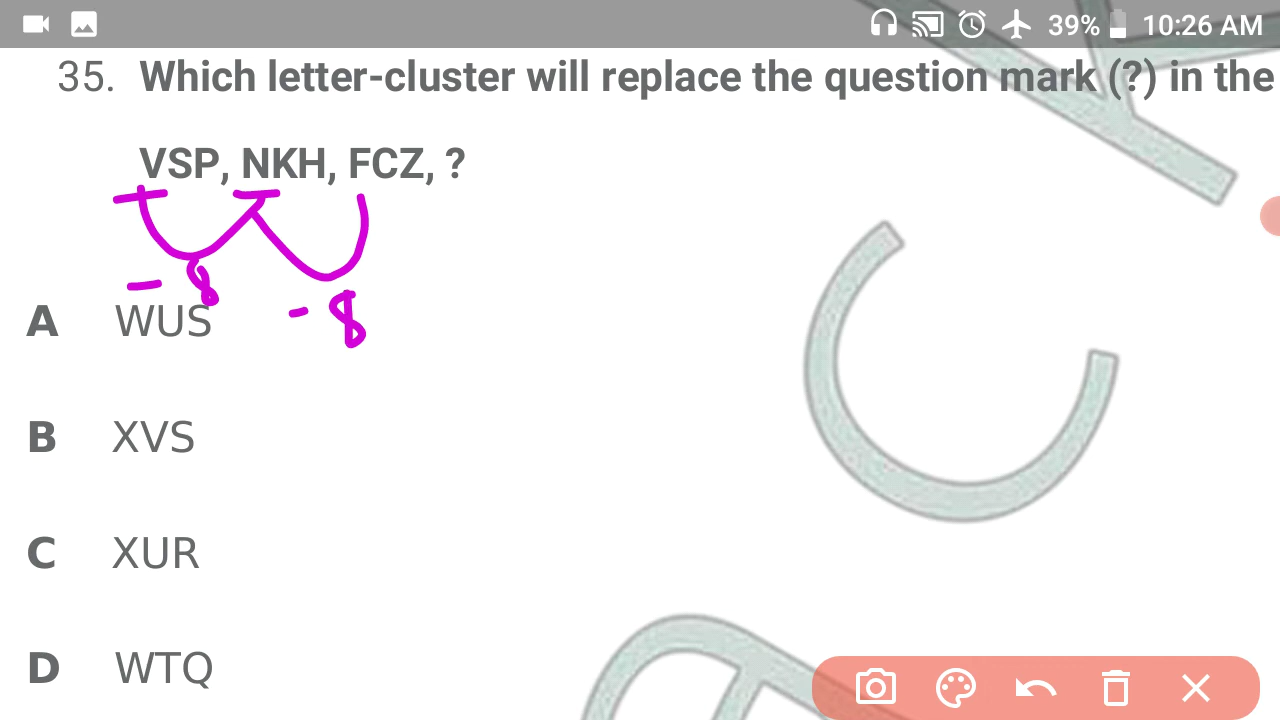 39% 10:26 AM
35. Which letter-cluster will replace the question mark (?) in the
VSP, NKH, FCZ, ?
-8 -8
A WUS
B XVS
C XUR
D WTQ